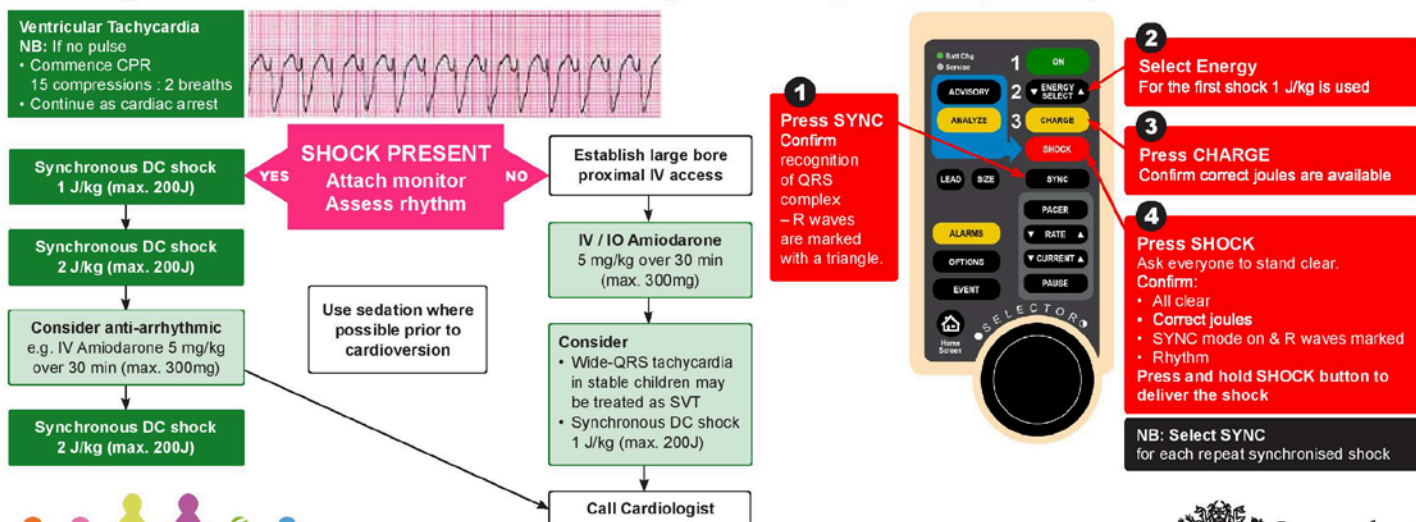 Ventricular Tachycardia
NB: If no pulse
• Commence CPR
15 compressions : 2 breaths
• Continue as cardiac arrest
SHOCK PRESENT
Attach monitor
Assess rhythm
YES
NO
Synchronous DC shock
1 J/kg (max. 200J)
Synchronous DC shock
2 J/kg (max. 200J)
Consider anti-arrhythmic
e.g. IV Amiodarone 5 mg/kg
over 30 min (max. 300mg)
Synchronous DC shock
2 J/kg (max. 200J)
Use sedation where
possible prior to
cardioversion
Establish large bore
proximal IV access
IV / IO Amiodarone
5 mg/kg over 30 min
(max. 300mg)
Consider
• Wide-QRS tachycardia
in stable children may
be treated as SVT
• Synchronous DC shock
1 J/kg (max. 200J)
Call Cardiologist
1
Press SYNC
Confirm
recognition
of QRS
complex
– R waves
are marked
with a triangle.
Batt Chg
Service
1 ON
ADVISORY
2 ▼ ENERGY SELECT ▲
ANALYZE
3 CHARGE
SHOCK
LEAD SIZE
SYNC
PACER
ALARMS
▼ RATE ▲
OPTIONS
▼ CURRENT ▲
EVENT
PAUSE
SELECTOR
Home
Screen
2
Select Energy
For the first shock 1 J/kg is used
3
Press CHARGE
Confirm correct joules are available
4
Press SHOCK
Ask everyone to stand clear.
Confirm:
• All clear
• Correct joules
• SYNC mode on & R waves marked
• Rhythm
Press and hold SHOCK button to
deliver the shock
NB: Select SYNC
for each repeat synchronised shock